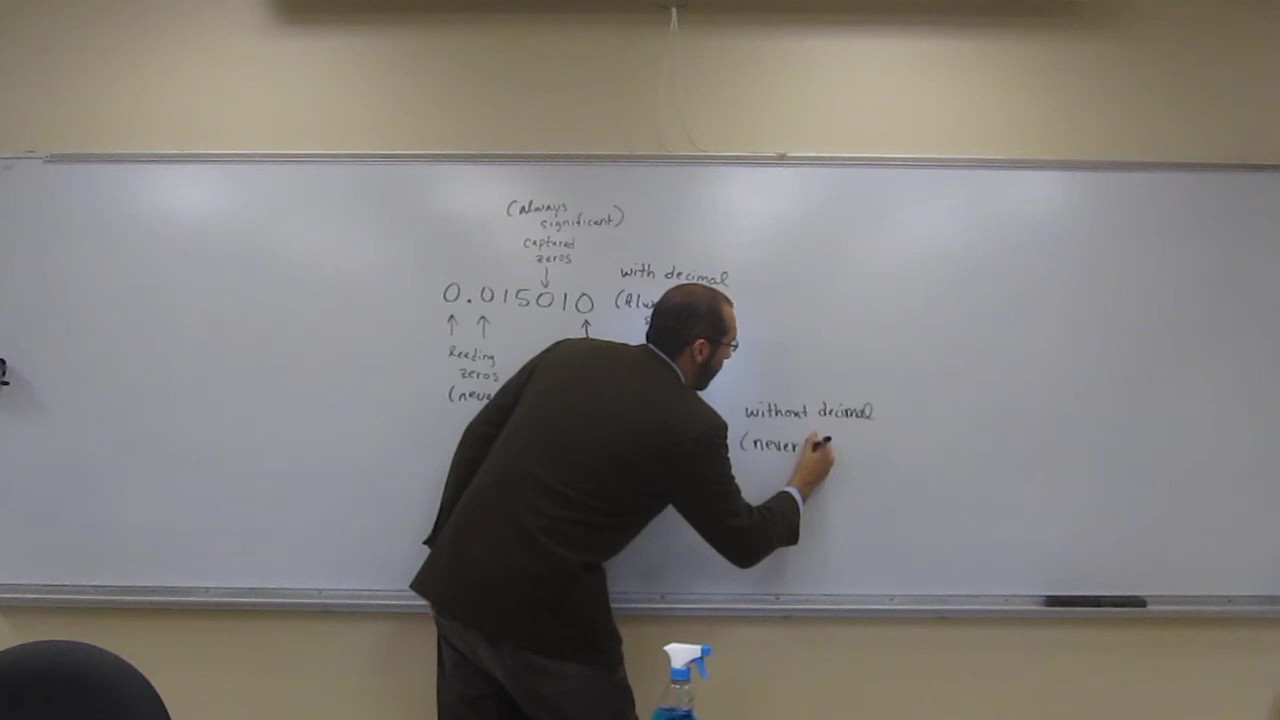 (always
significant)
captured
zeros
0.015010
with decimal
leading
zeros
without decimal
(never